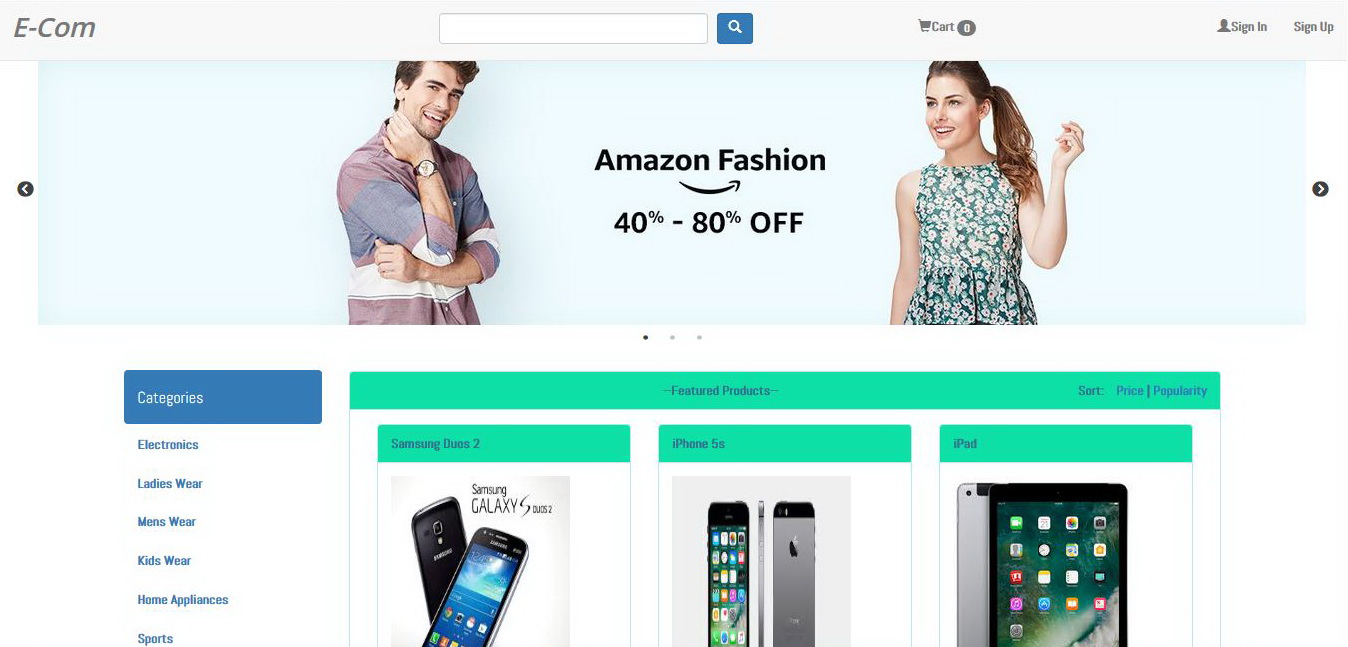 E-Com
Cart 0
Sign In
Sign Up
Amazon Fashion
40% - 80% OFF
Categories
Electronics
Ladies Wear
Mens Wear
Kids Wear
Home Appliances
Sports
--Featured Products--
Sort: Price | Popularity
Samsung Duos 2
Samsung
GALAXY S DUOS 2
SAMSUNG
iPhone 5s
iPad